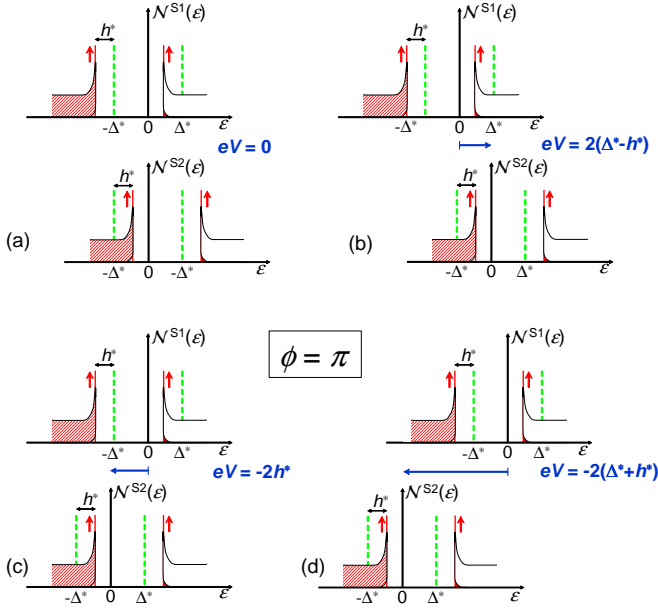 𝒩^S1(ε)
h*
-Δ* 0 Δ* ε
eV = 0
𝒩^S2(ε)
h*
(a)
-Δ* 0 -Δ* ε
𝒩^S1(ε)
h*
-Δ* 0 Δ* ε
eV = 2(Δ*-h*)
𝒩^S2(ε)
h*
(b)
-Δ* 0 Δ* ε
ϕ = π
𝒩^S1(ε)
h*
-Δ* 0 Δ* ε
eV = -2h*
𝒩^S2(ε)
h*
(c)
-Δ* 0 Δ* ε
𝒩^S1(ε)
h*
-Δ* 0 Δ* ε
eV = -2(Δ*+h*)
𝒩^S2(ε)
h*
(d)
-Δ* 0 Δ* ε